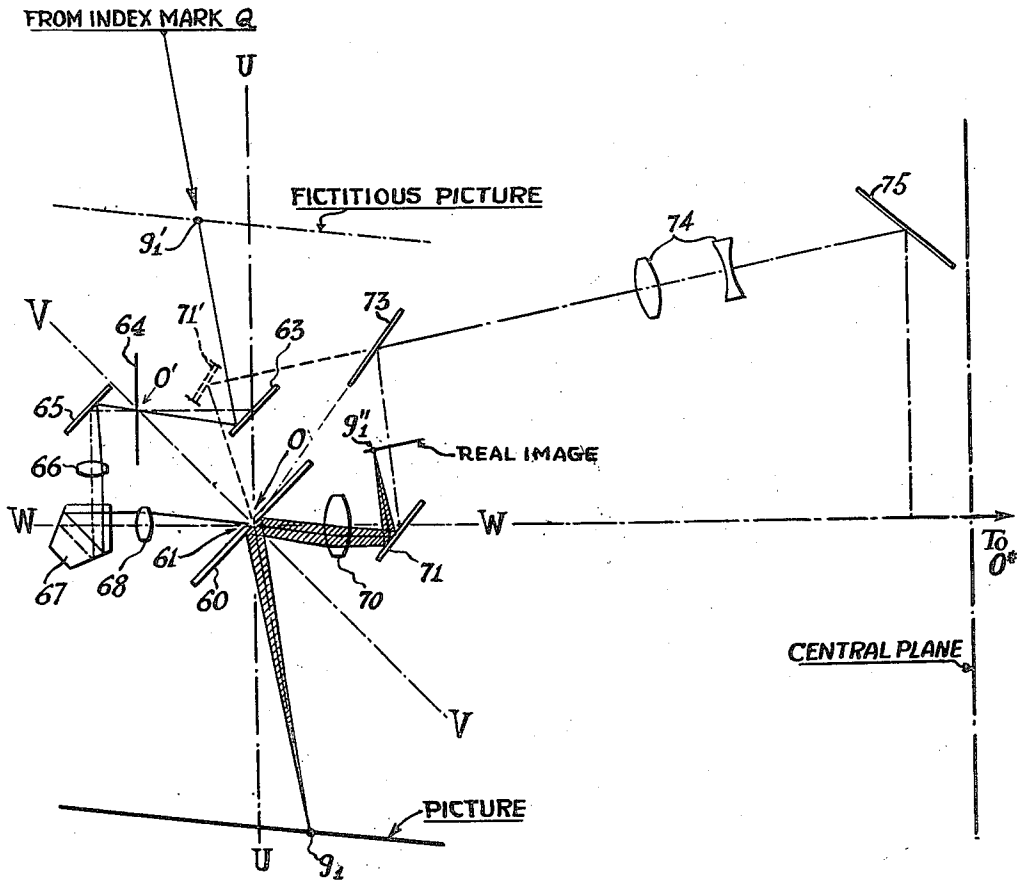 FROM INDEX MARK Q
U
FICTITIOUS PICTURE
g₁'
75
74
V
64
71'
63
73
O'
65
g₁''
REAL IMAGE
66
O
W
W
61
To
O*
67
68
60
70
71
CENTRAL PLANE
V
PICTURE
U
g₁